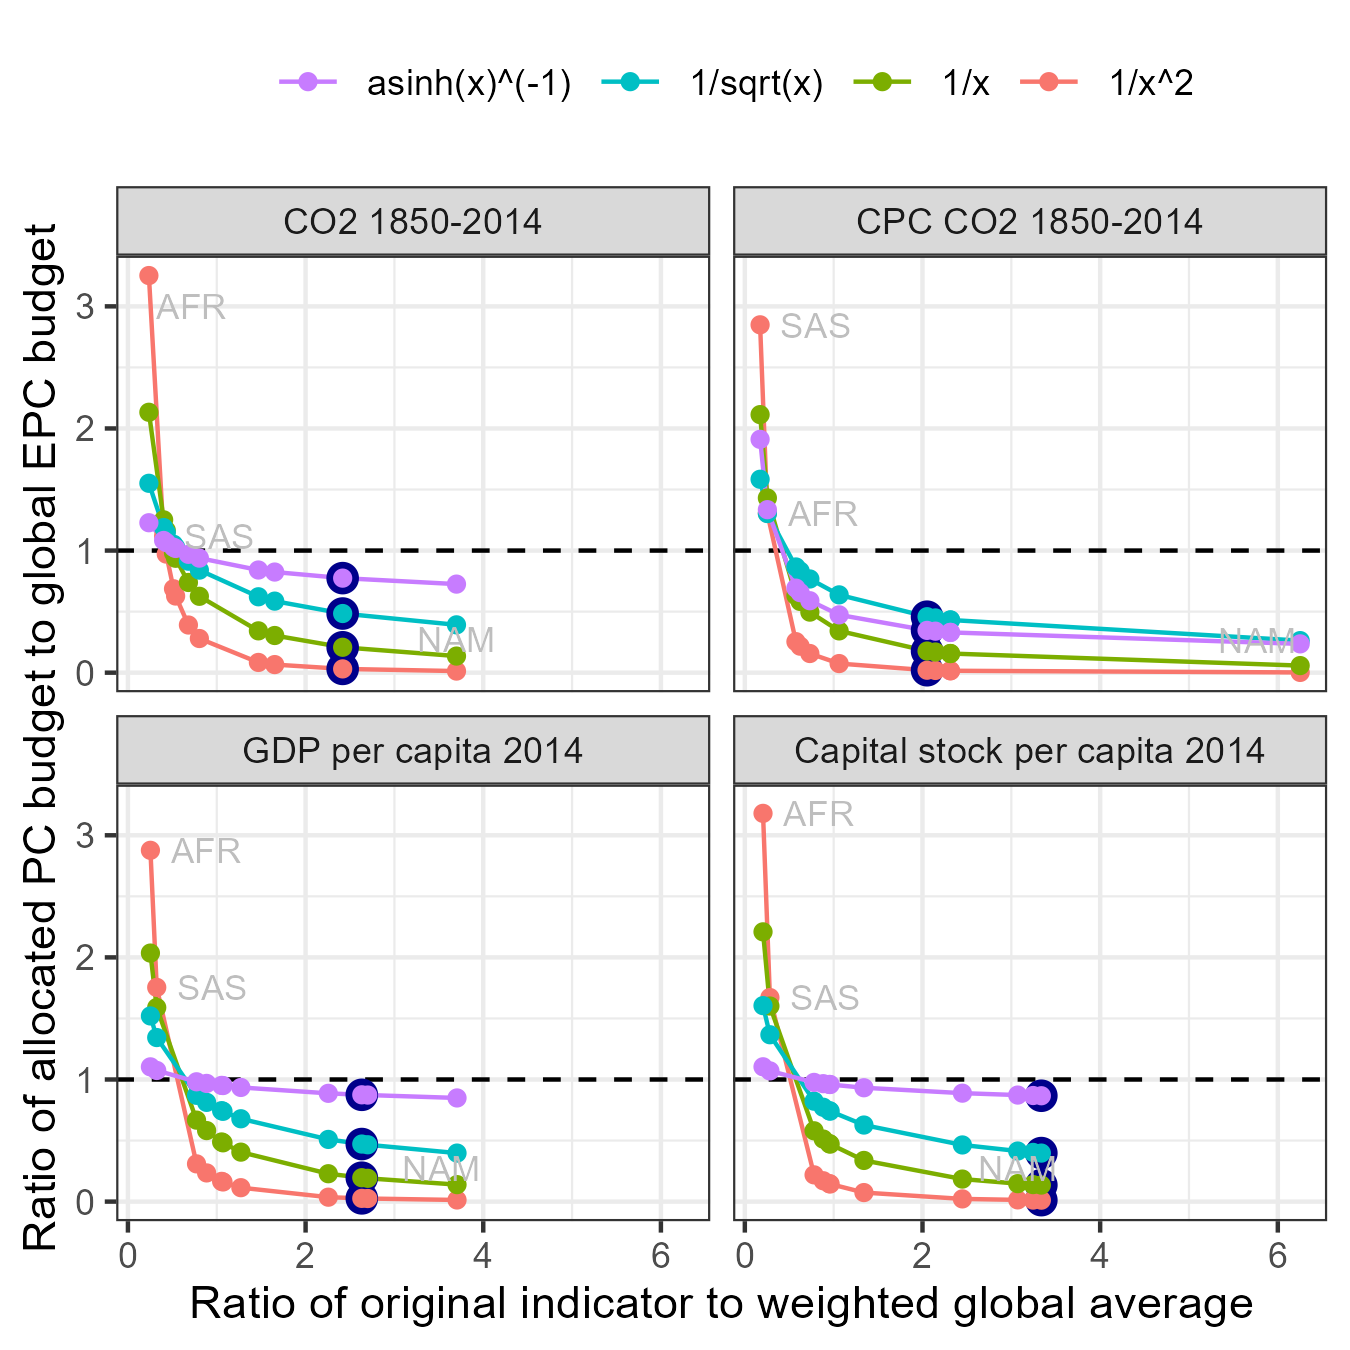 asinh(x)^(-1) 1/sqrt(x) 1/x 1/x^2
Ratio of allocated PC budget to global EPC budget
CO2 1850-2014
3
2
1
0
AFR
SAS
NAM
CPC CO2 1850-2014
SAS
AFR
NAM
GDP per capita 2014
3
2
1
0
AFR
SAS
NAM
0 2 4 6
Capital stock per capita 2014
AFR
SAS
NAM
0 2 4 6
Ratio of original indicator to weighted global average